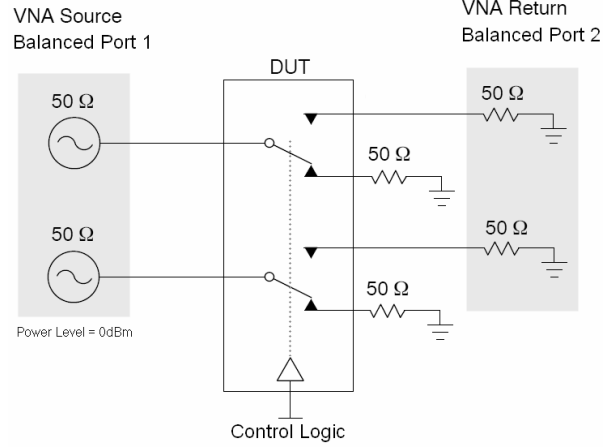 VNA Source
Balanced Port 1
VNA Return
Balanced Port 2
DUT
50 Ω
50 Ω
50 Ω
50 Ω
50 Ω
50 Ω
Power Level = 0dBm
Control Logic